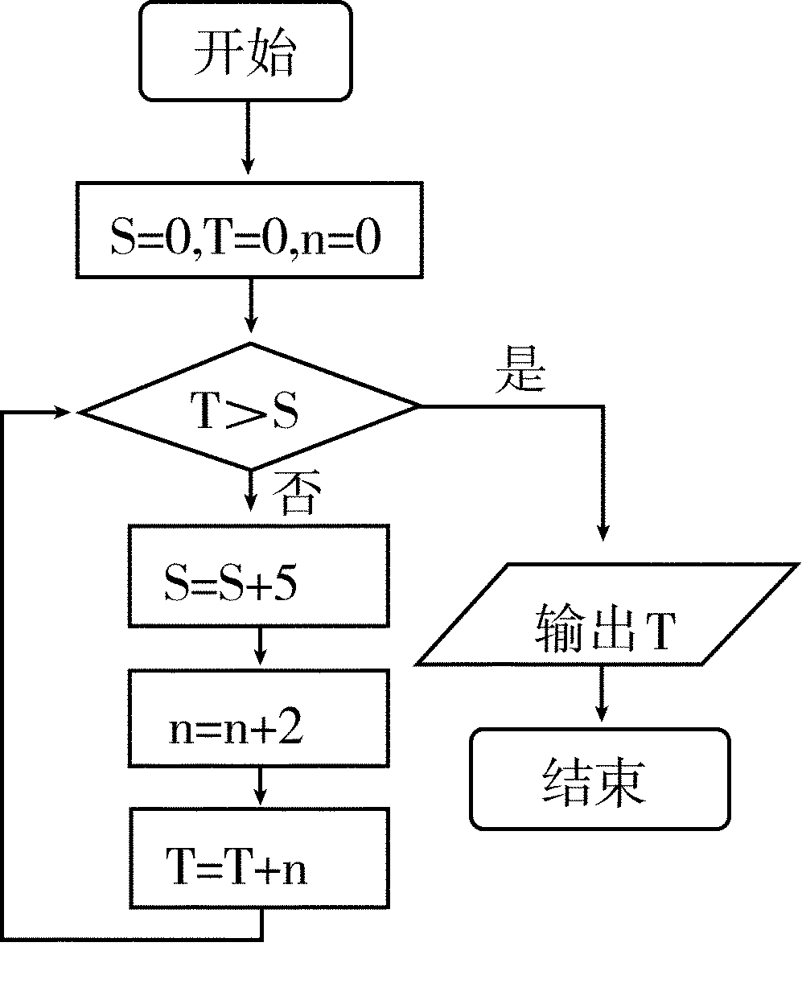 开始
S=0,T=0,n=0
T>S
是
否
S=S+5
输出T
n=n+2
结束
T=T+n